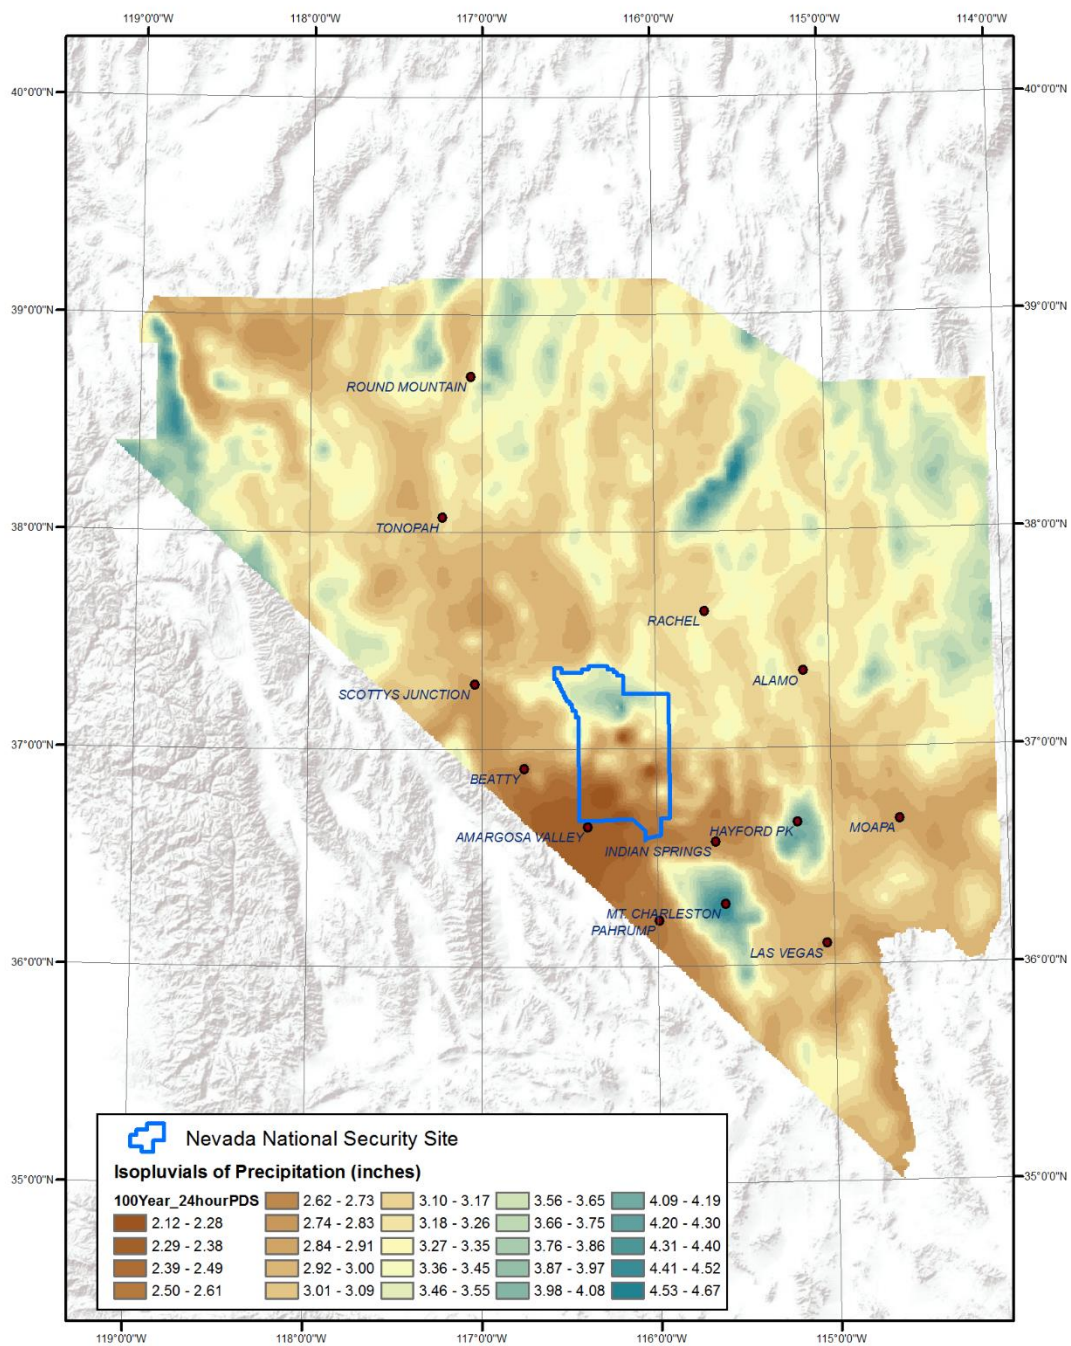 119°0'0"W 118°0'0"W 117°0'0"W 116°0'0"W 115°0'0"W 114°0'0"W
40°0'0"N 40°0'0"N
39°0'0"N 39°0'0"N
ROUND MOUNTAIN
38°0'0"N TONOPAH 38°0'0"N
RACHEL
ALAMO
SCOTTYS JUNCTION
37°0'0"N 37°0'0"N
BEATTY
AMARGOSA VALLEY HAYFORD PK MOAPA
INDIAN SPRINGS
MT. CHARLESTON
PAHRUMP
LAS VEGAS
36°0'0"N 36°0'0"N
Nevada National Security Site
Isopluvials of Precipitation (inches)
35°0'0"N 35°0'0"N
100Year_24hourPDS 2.62 - 2.73 3.10 - 3.17 3.56 - 3.65 4.09 - 4.19
2.12 - 2.28 2.74 - 2.83 3.18 - 3.26 3.66 - 3.75 4.20 - 4.30
2.29 - 2.38 2.84 - 2.91 3.27 - 3.35 3.76 - 3.86 4.31 - 4.40
2.39 - 2.49 2.92 - 3.00 3.36 - 3.45 3.87 - 3.97 4.41 - 4.52
2.50 - 2.61 3.01 - 3.09 3.46 - 3.55 3.98 - 4.08 4.53 - 4.67
119°0'0"W 118°0'0"W 117°0'0"W 116°0'0"W 115°0'0"W